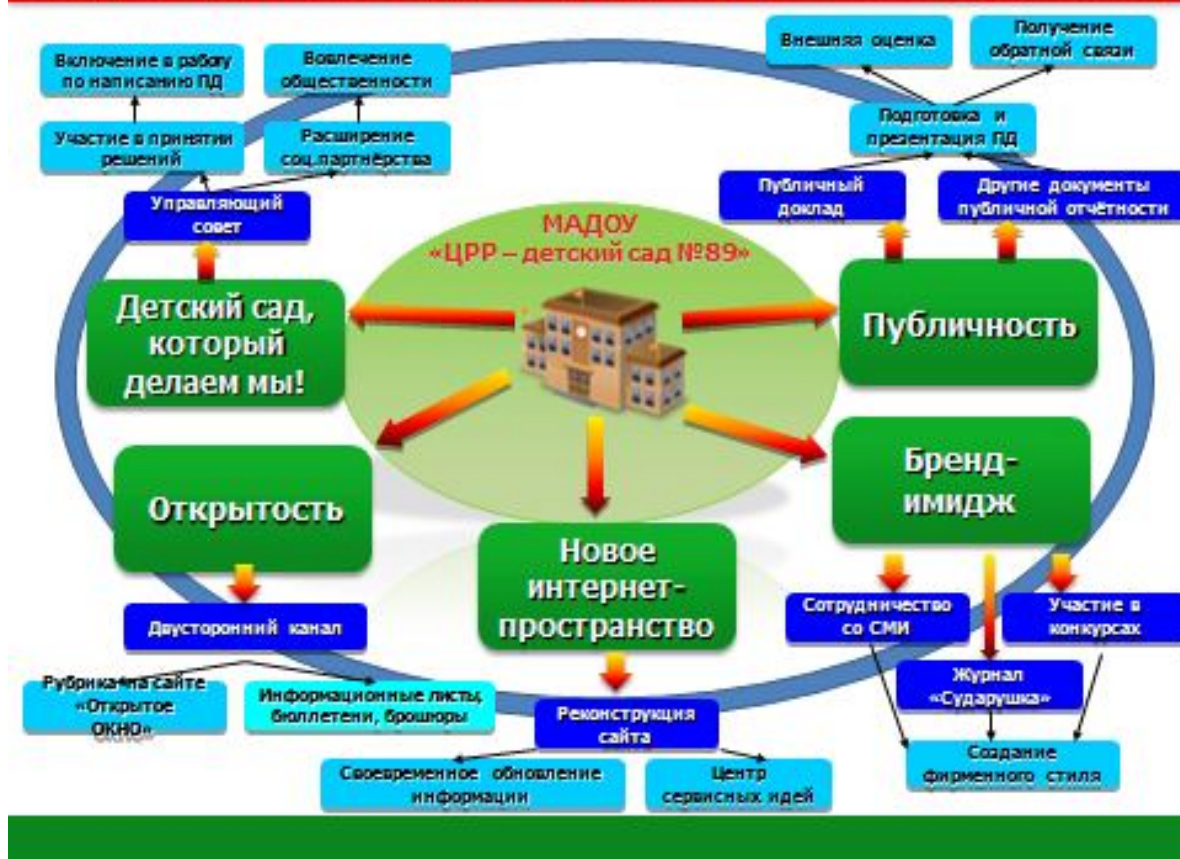 Включение в работу
по написанию ПД
Вовлечение
общественности
Внешняя оценка
Получение
обратной связи
Участие в принятии
решений
Расширение
соц.партнёрства
Подготовка и
презентация ПД
Управляющий
совет
Публичный
доклад
Другие документы
публичной отчётности
МАДОУ
«ЦРР – детский сад №89»
Детский сад,
который
делаем мы!
Публичность
Открытость
Новое
интернет-
пространство
Бренд-
имидж
Двусторонний канал
Сотрудничество
со СМИ
Участие в
конкурсах
Рубрика на сайте
«Открытое
ОКНО»
Информационные листы,
бюллетени, брошюры
Реконструкция
сайта
Журнал
«Сударушка»
Своевременное обновление
информации
Центр
сервисных идей
Создание
фирменного стиля